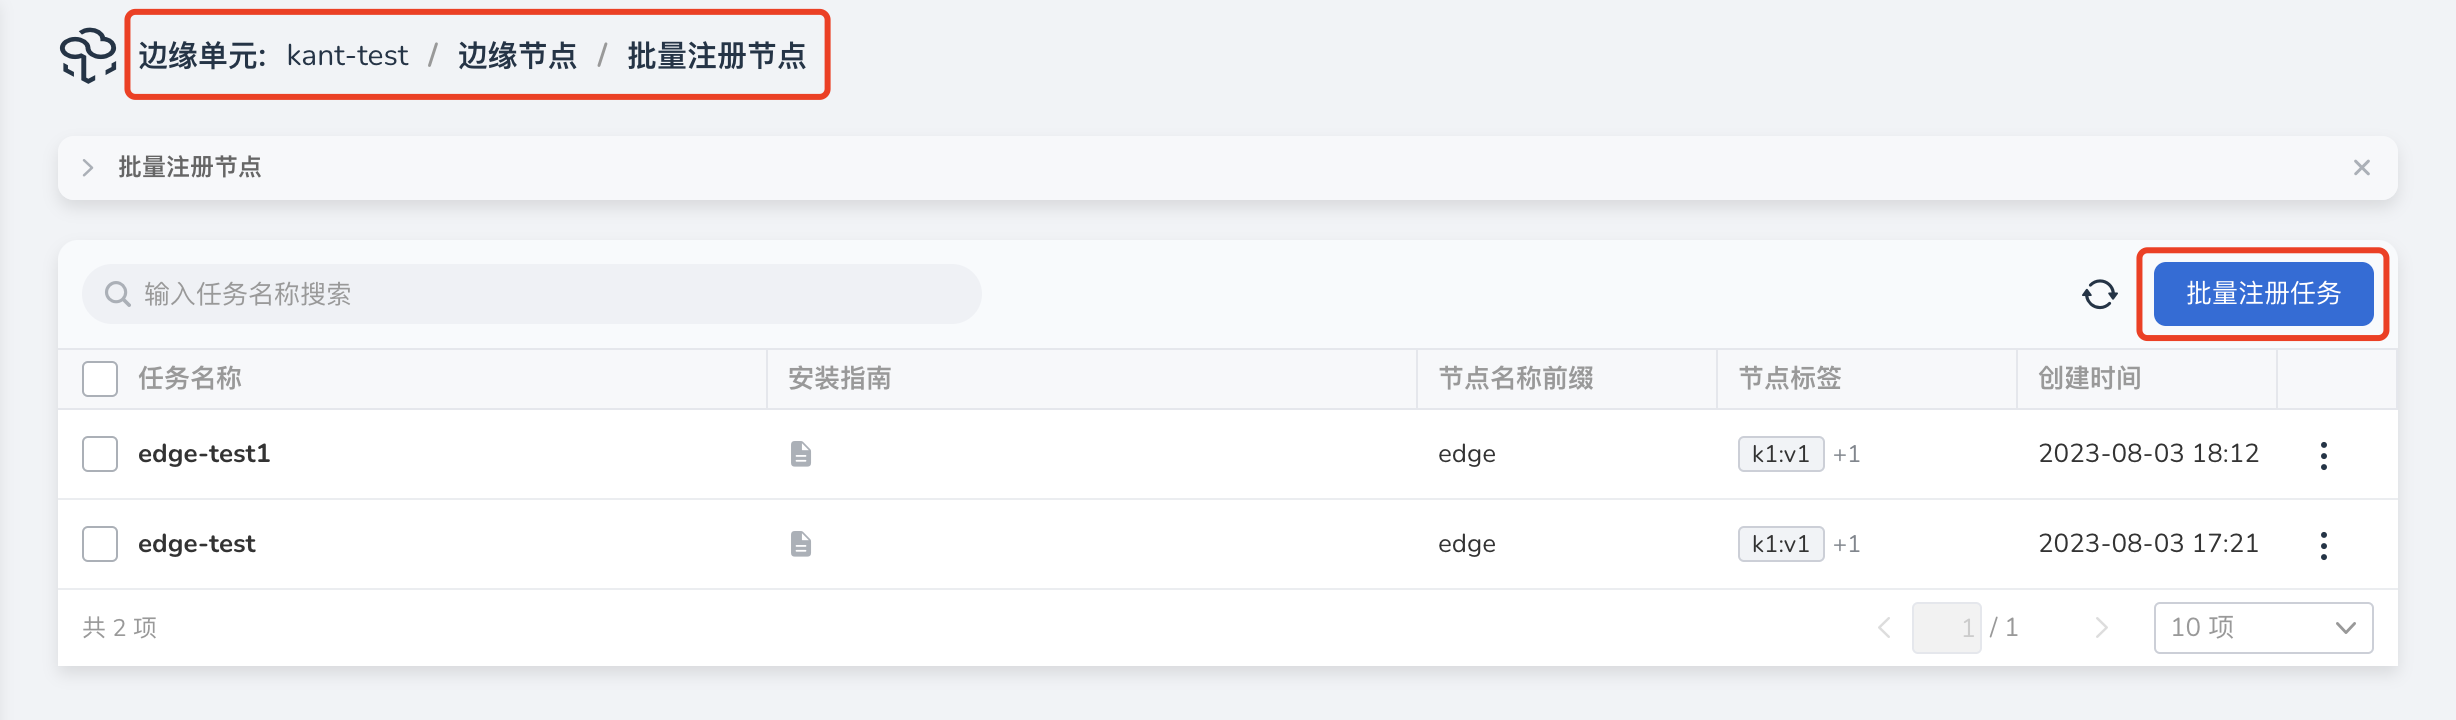 边缘单元: kant-test / 边缘节点 / 批量注册节点
批量注册节点
输入任务名称搜索
批量注册任务
任务名称 安装指南 节点名称前缀 节点标签 创建时间
edge-test1 edge k1:v1 +1 2023-08-03 18:12
edge-test edge k1:v1 +1 2023-08-03 17:21
共 2 项 1 / 1 10 项